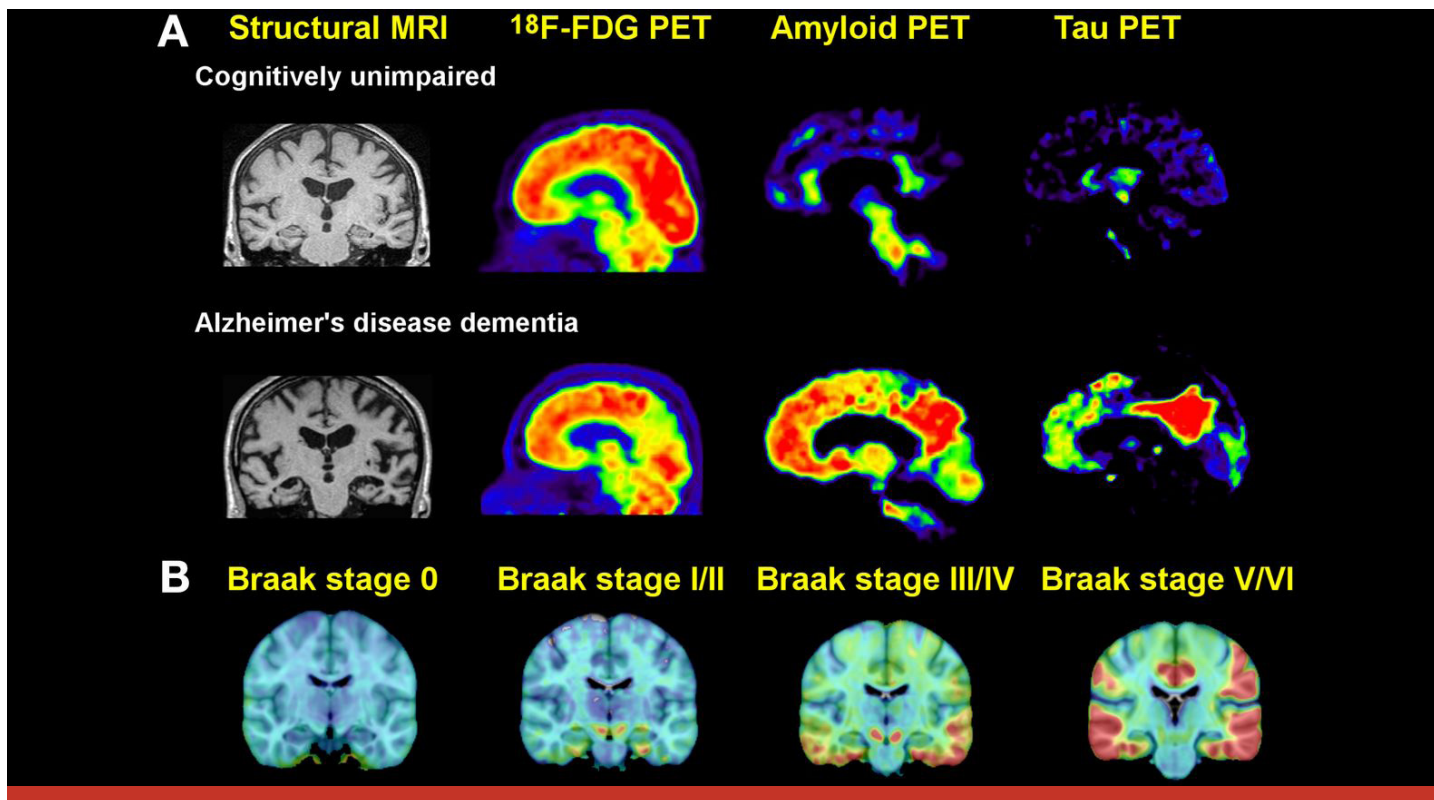 A Structural MRI ¹⁸F-FDG PET Amyloid PET Tau PET
Cognitively unimpaired
Alzheimer's disease dementia
B Braak stage 0 Braak stage I/II Braak stage III/IV Braak stage V/VI